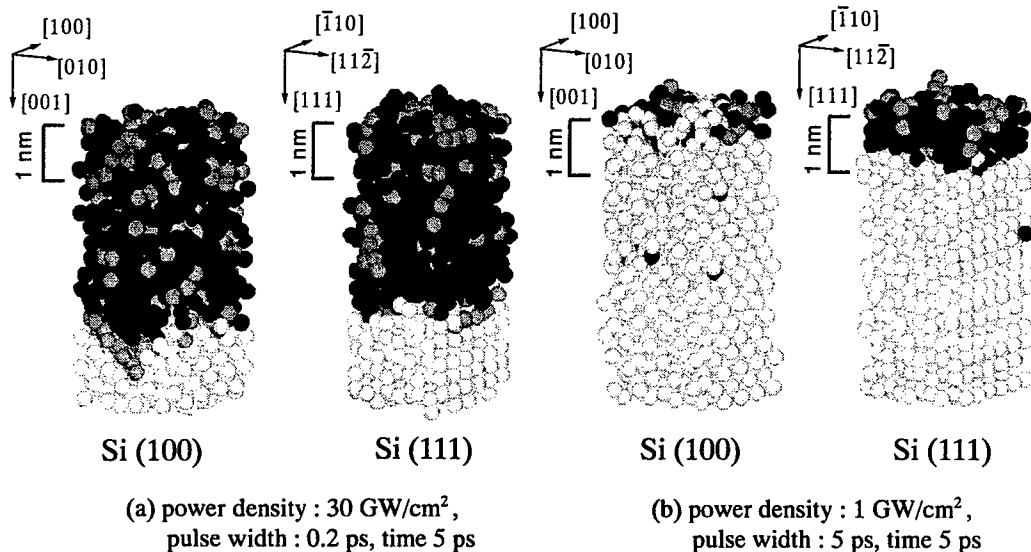 [100]
[010]
[001]
1 nm
[1̄10]
[112̄]
[111]
1 nm
[100]
[010]
[001]
1 nm
[1̄10]
[112̄]
[111]
1 nm
Si (100)
Si (111)
Si (100)
Si (111)
(a) power density : 30 GW/cm²,
pulse width : 0.2 ps, time 5 ps
(b) power density : 1 GW/cm²,
pulse width : 5 ps, time 5 ps